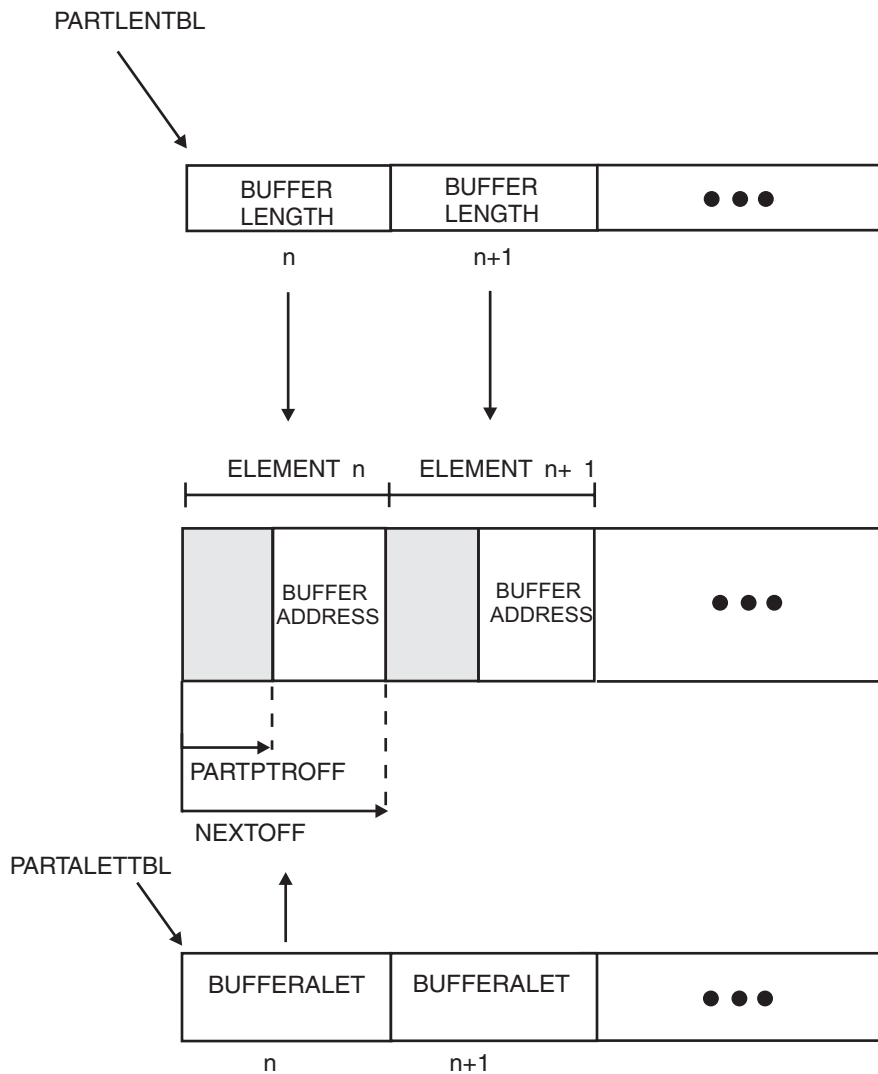 PARTLENTBL
BUFFER BUFFER
LENGTH LENGTH
n n+1
ELEMENT n ELEMENT n+ 1
BUFFER BUFFER
ADDRESS ADDRESS
PARTPTROFF
NEXTOFF
PARTALETTBL
BUFFERALET BUFFERALET
n n+1